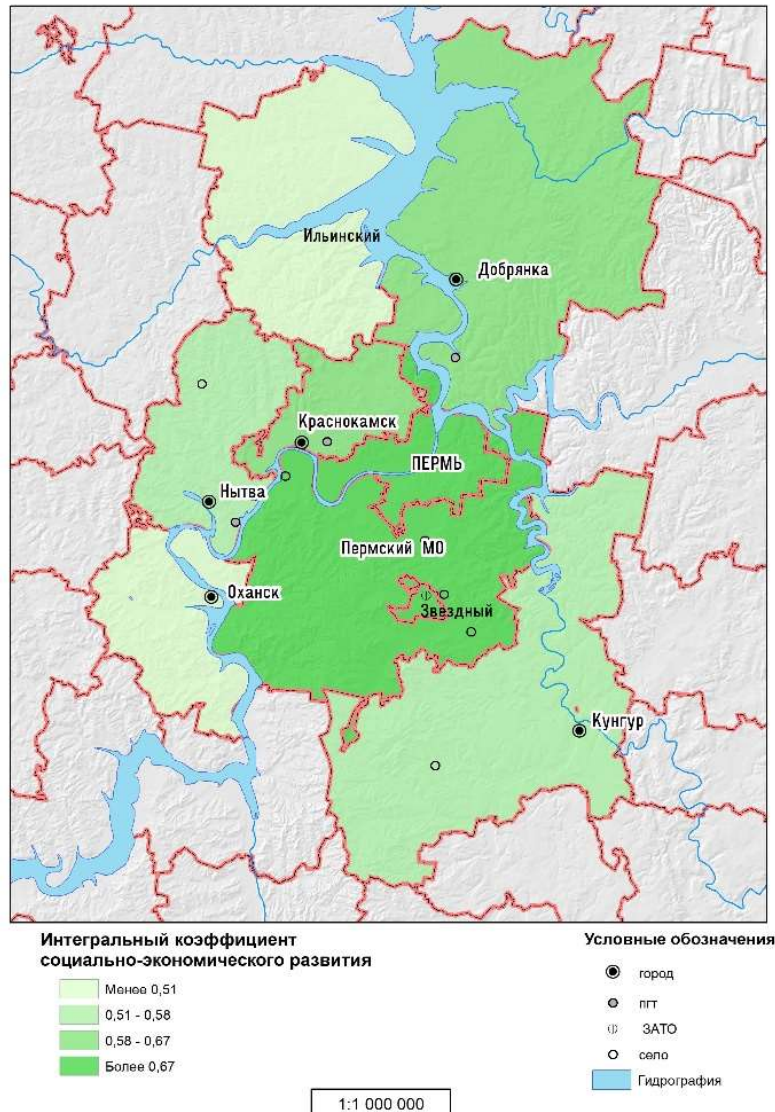 Ильинский
Добрянка
Краснокамск
ПЕРМЬ
Нытва
Пермский МО
Оханск
Звездный
Кунгур
Интегральный коэффициент
социально-экономического развития
Менее 0,51
0,51 - 0,58
0,58 - 0,67
Более 0,67
Условные обозначения
город
пгт
ЗАТО
село
Гидрография
1:1 000 000